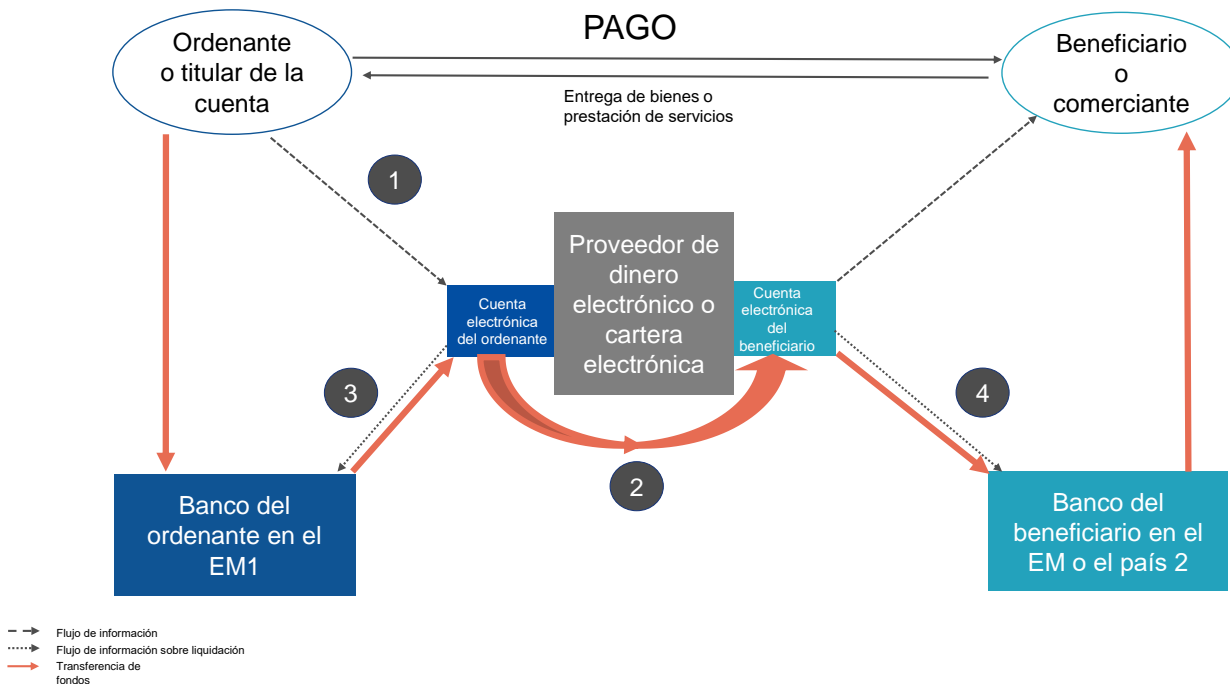 PAGO
Ordenante
o titular de la
cuenta
Beneficiario
o
comerciante
Entrega de bienes o
prestación de servicios
1
Proveedor de
dinero
electrónico o
cartera
electrónica
Cuenta
electrónica
del ordenante
Cuenta
electrónica
del
beneficiario
3
4
2
Banco del
ordenante en el
EM1
Banco del
beneficiario en el
EM o el país 2
Flujo de información
Flujo de información sobre liquidación
Transferencia de
fondos